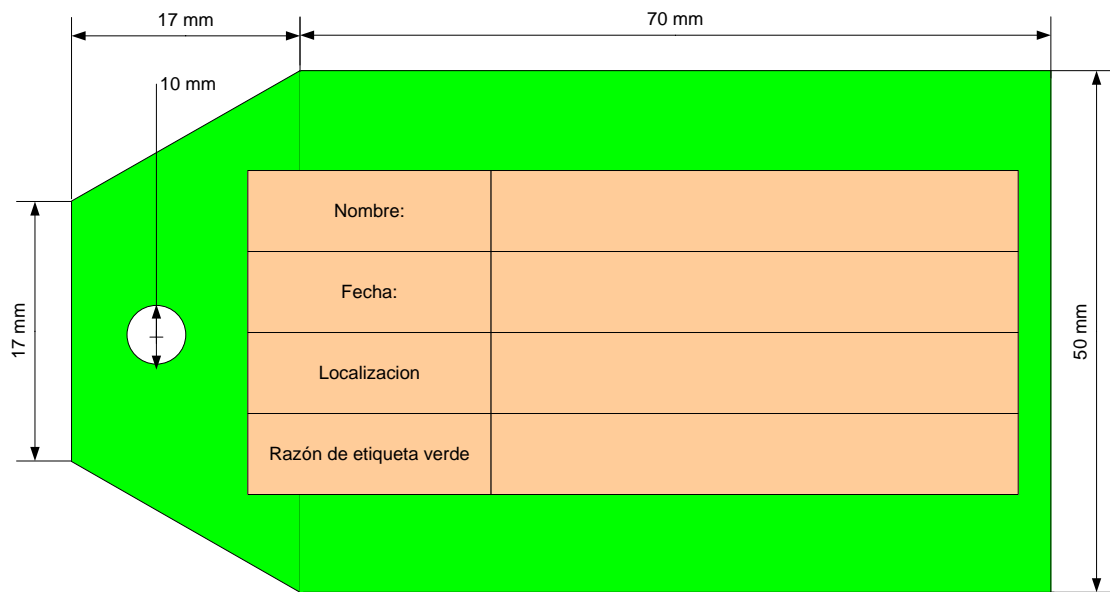 17 mm
70 mm
10 mm
Nombre:
Fecha:
17 mm
50 mm
Localizacion
Razón de etiqueta verde